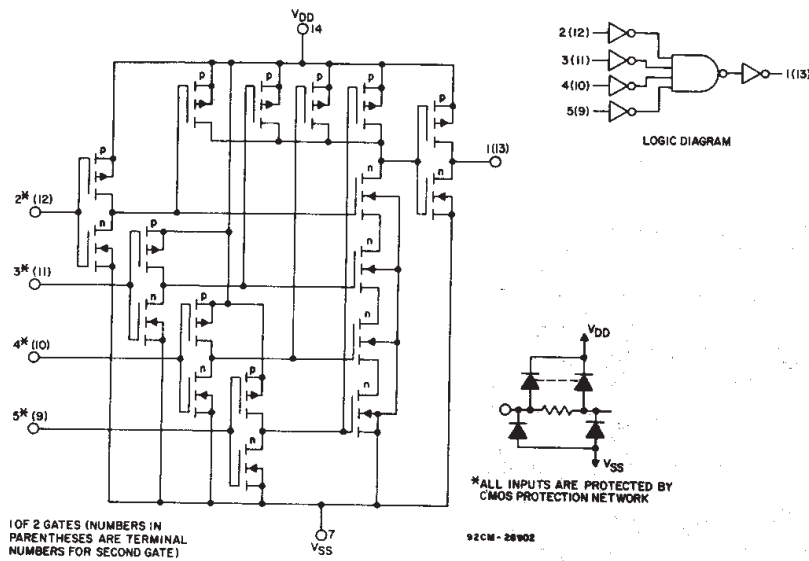 VDD
14
p
p
p
p
p
p
n
1(13)
n
2*(12)
n
p
n
3*(11)
n
p
n
4*(10)
n
p
n
5*(9)
n
7
VSS
1 OF 2 GATES (NUMBERS IN
PARENTHESES ARE TERMINAL
NUMBERS FOR SECOND GATE)
2(12)
3(11)
4(10)
5(9)
1(13)
LOGIC DIAGRAM
VDD
VSS
*ALL INPUTS ARE PROTECTED BY
CMOS PROTECTION NETWORK
92CM-28902